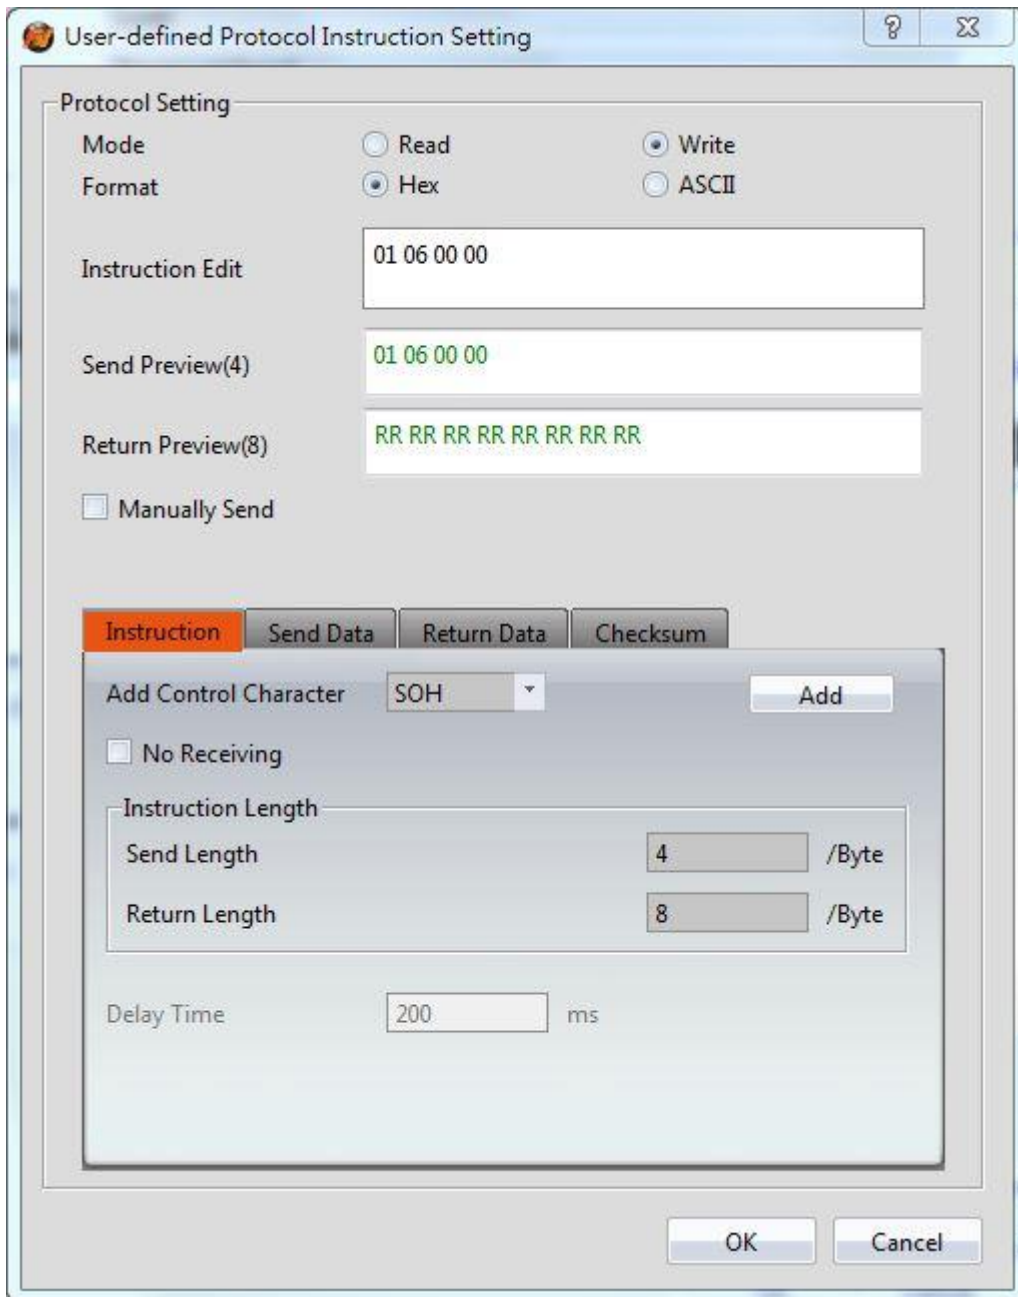 User-defined Protocol Instruction Setting
Protocol Setting
Mode Read Write
Format Hex ASCII
Instruction Edit 01 06 00 00
Send Preview(4) 01 06 00 00
Return Preview(8) RR RR RR RR RR RR RR RR
Manually Send
Instruction Send Data Return Data Checksum
Add Control Character SOH Add
No Receiving
Instruction Length
Send Length 4 /Byte
Return Length 8 /Byte
Delay Time 200 ms
OK Cancel